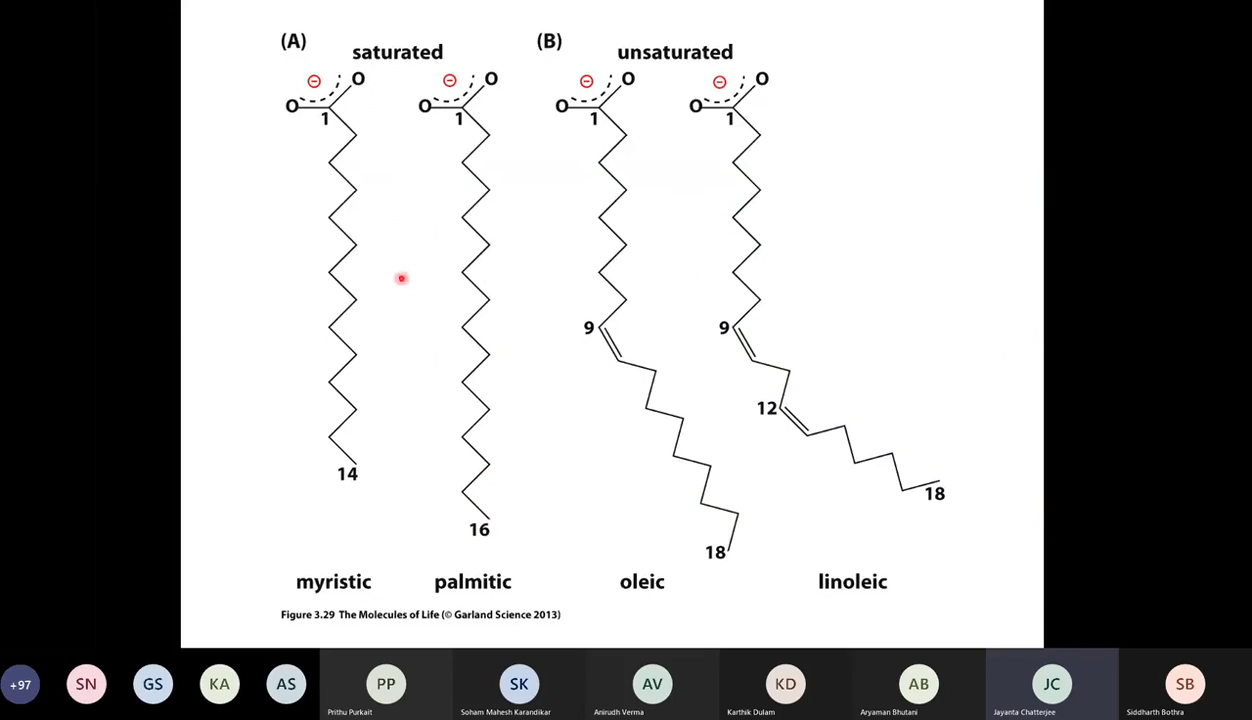 (A)
saturated
(B)
unsaturated
⊖ O ⊖ O ⊖ O ⊖ O
O 1 O 1 O 1 O 1
9 9
12
14
18
16
18
myristic palmitic oleic linoleic
Figure 3.29 The Molecules of Life (© Garland Science 2013)
+97 SN GS KA AS PP SK AV KD AB JC SB
Prithu Purkait Soham Mahesh Karandikar Anirudh Verma Karthik Dulam Aryaman Bhutani Jayanta Chatterjee Siddharth Bothra